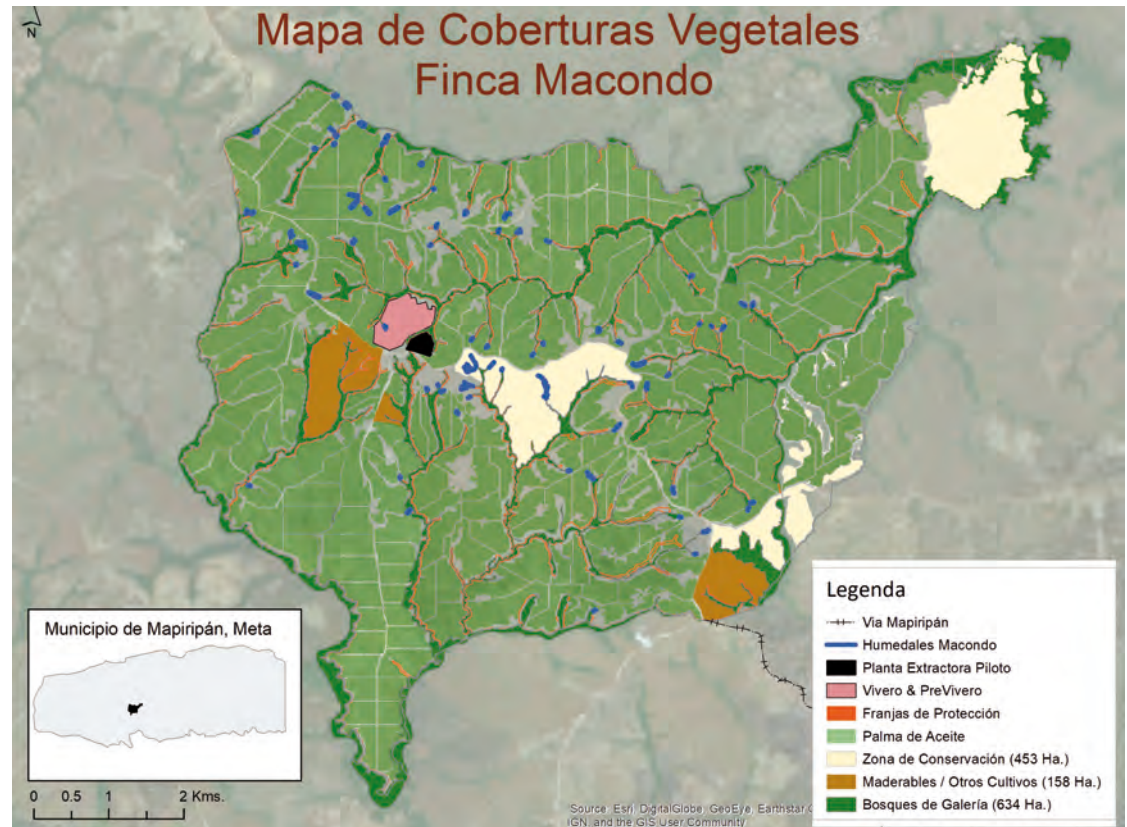 Mapa de Coberturas Vegetales
Finca Macondo
N
Municipio de Mapiripán, Meta
0 0.5 1 2 Kms.
Legenda
Via Mapiripán
Humedales Macondo
Planta Extractora Piloto
Vivero & PreVivero
Franjas de Protección
Palma de Aceite
Zona de Conservación (453 Ha.)
Maderables / Otros Cultivos (158 Ha.)
Bosques de Galería (634 Ha.)
Source: Esri, DigitalGlobe, GeoEye, Earthstar
IGN, and the GIS User Community